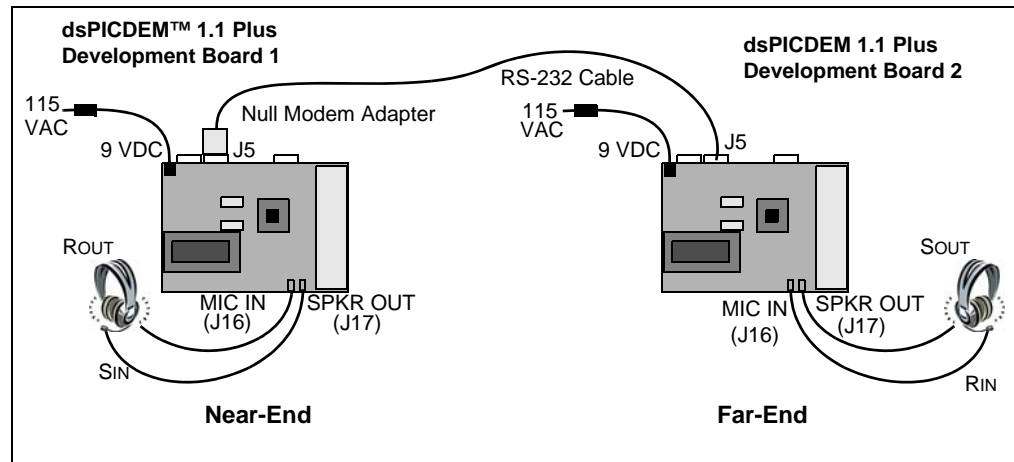 dsPICDEM™ 1.1 Plus
Development Board 1
dsPICDEM 1.1 Plus
Development Board 2
RS-232 Cable
115
VAC
Null Modem Adapter
115
VAC
9 VDC
J5
9 VDC
J5
ROUT
SOUT
MIC IN
(J16)
SPKR OUT
(J17)
MIC IN
(J16)
SPKR OUT
(J17)
SIN
RIN
Near-End
Far-End